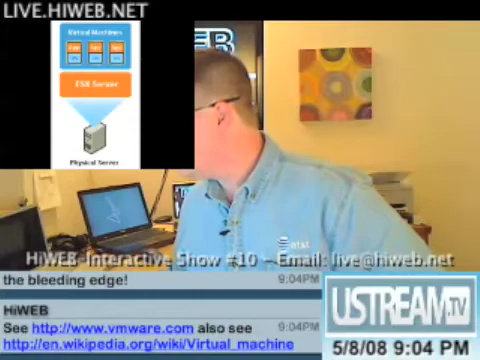 LIVE.HIWEB.NET
Virtual Machines
ESX Server
Physical Server
EB
at&t
HiWEB-Interactive Show #10 - Email: live@hiweb.net
the bleeding edge!
9:04PM
HiWEB
See http://www.vmware.com also see
9:04PM
http://en.wikipedia.org/wiki/Virtual_machine
USTREAM.TV
5/8/08 9:04 PM